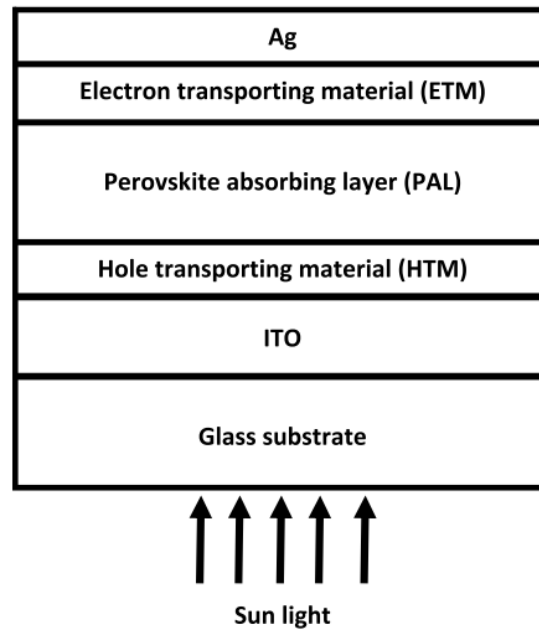 Ag
Electron transporting material (ETM)
Perovskite absorbing layer (PAL)
Hole transporting material (HTM)
ITO
Glass substrate
Sun light